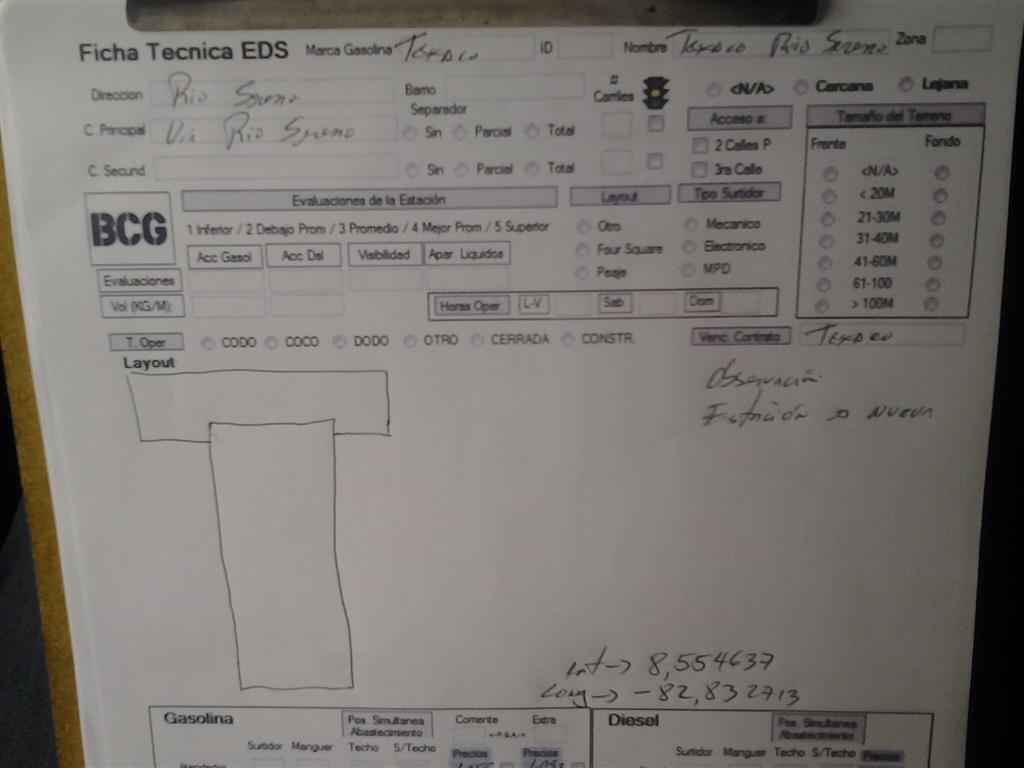 Ficha Tecnica EDS Marca Gasolina Texaco ID Nombre Texaco Rio Sereno Zona
Direccion Rio Sereno Barrio # Carriles <N/A> Cercana Lejana
Separador
C. Principal Via Rio Sereno Sin Parcial Total Acceso a: Tamaño del Terreno
2 Calles P Frente Fondo
C. Secund. Sin Parcial Total 3ra Calle <N/A>
BCG Evaluaciones de la Estación Layout Tipo Surtidor < 20M
1 Inferior / 2 Debajo Prom / 3 Promedio / 4 Mejor Prom / 5 Superior Otro Mecanico 21-30M
Acc Gasol Acc Dsl Visibilidad Apar Liquidos Four Square Electronico 31-40M
Evaluaciones Pasaje MPD 41-60M
61-100
Vol (KG/M): Horas Oper L-V Sab Dom > 100M
T. Oper CODO COCO DODO OTRO CERRADA CONSTR. Venc. Contrato Texaco
Layout
Observación:
Estación es nueva
Lat → 8,554637
Long → -82,832713
Gasolina Pos. Simultanea Abastecimiento Corriente Extra Diesel Pos. Simultanea Abastecimiento
Surtidor Manguer Techo S/Techo Precios Precios Surtidor Manguer Techo S/Techo Precios